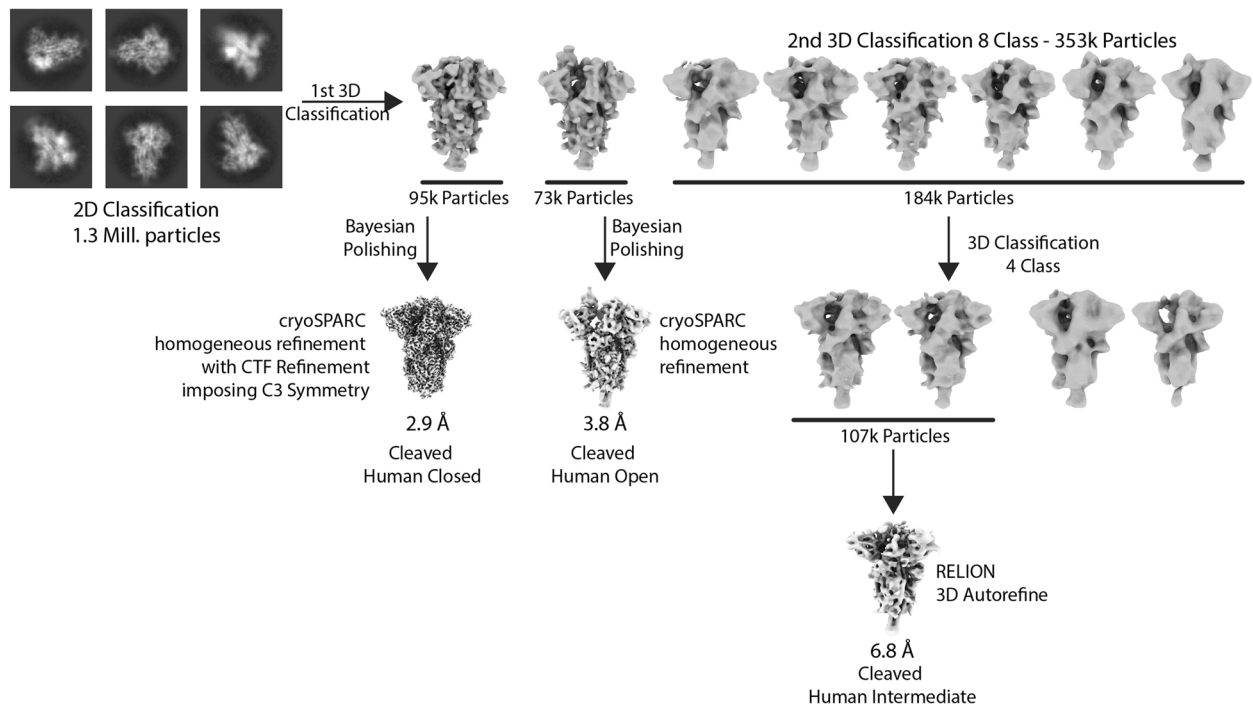 2nd 3D Classification 8 Class - 353k Particles
1st 3D
Classification
2D Classification
1.3 Mill. particles
95k Particles
73k Particles
184k Particles
Bayesian
Polishing
Bayesian
Polishing
3D Classification
4 Class
cryoSPARC
homogeneous refinement
with CTF Refinement
imposing C3 Symmetry
cryoSPARC
homogeneous
refinement
2.9 Å
Cleaved
Human Closed
3.8 Å
Cleaved
Human Open
107k Particles
RELION
3D Autorefine
6.8 Å
Cleaved
Human Intermediate